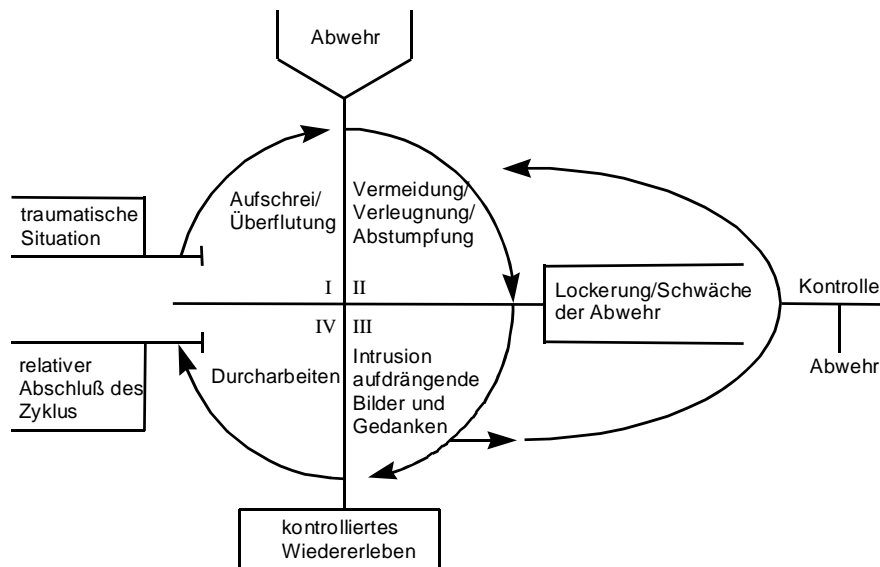 Abwehr
Aufschrei/
Überflutung
Vermeidung/
Verleugnung/
Abstumpfung
traumatische
Situation
I
II
Lockerung/Schwäche
der Abwehr
Kontrolle
Abwehr
IV
III
relativer
Abschluß des
Zyklus
Durcharbeiten
Intrusion
aufdrängende
Bilder und
Gedanken
kontrolliertes
Wiedererleben